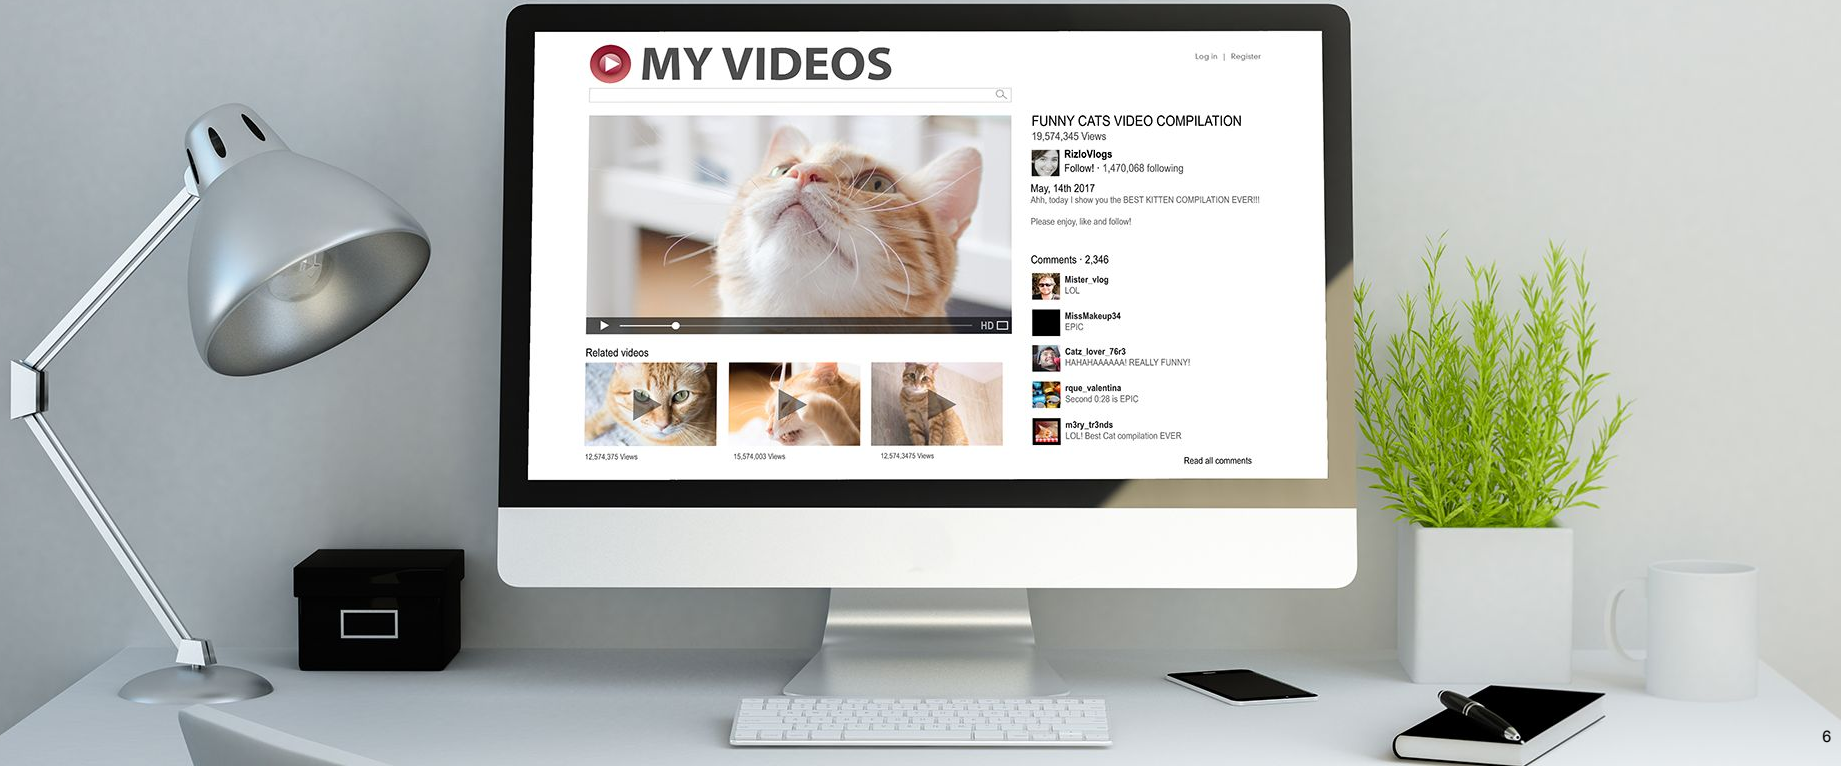 MY VIDEOS
Log in | Register
FUNNY CATS VIDEO COMPILATION
19,574,345 Views
RizloVlogs
Follow! · 1,470,068 following
May, 14th 2017
Ahh, today I show you the BEST KITTEN COMPILATION EVER!!!
Please enjoy, like and follow!
HD
Comments · 2,346
Mister_vlog
LOL
MissMakeup34
EPIC
Catz_lover_76r3
HAHAHAAAAAA! REALLY FUNNY!
rque_valentina
Second 0:28 is EPIC
m3ry_tr3nds
LOL! Best Cat compilation EVER
Read all comments
Related videos
12,574,375 Views
15,574,003 Views
12,574,3475 Views
6